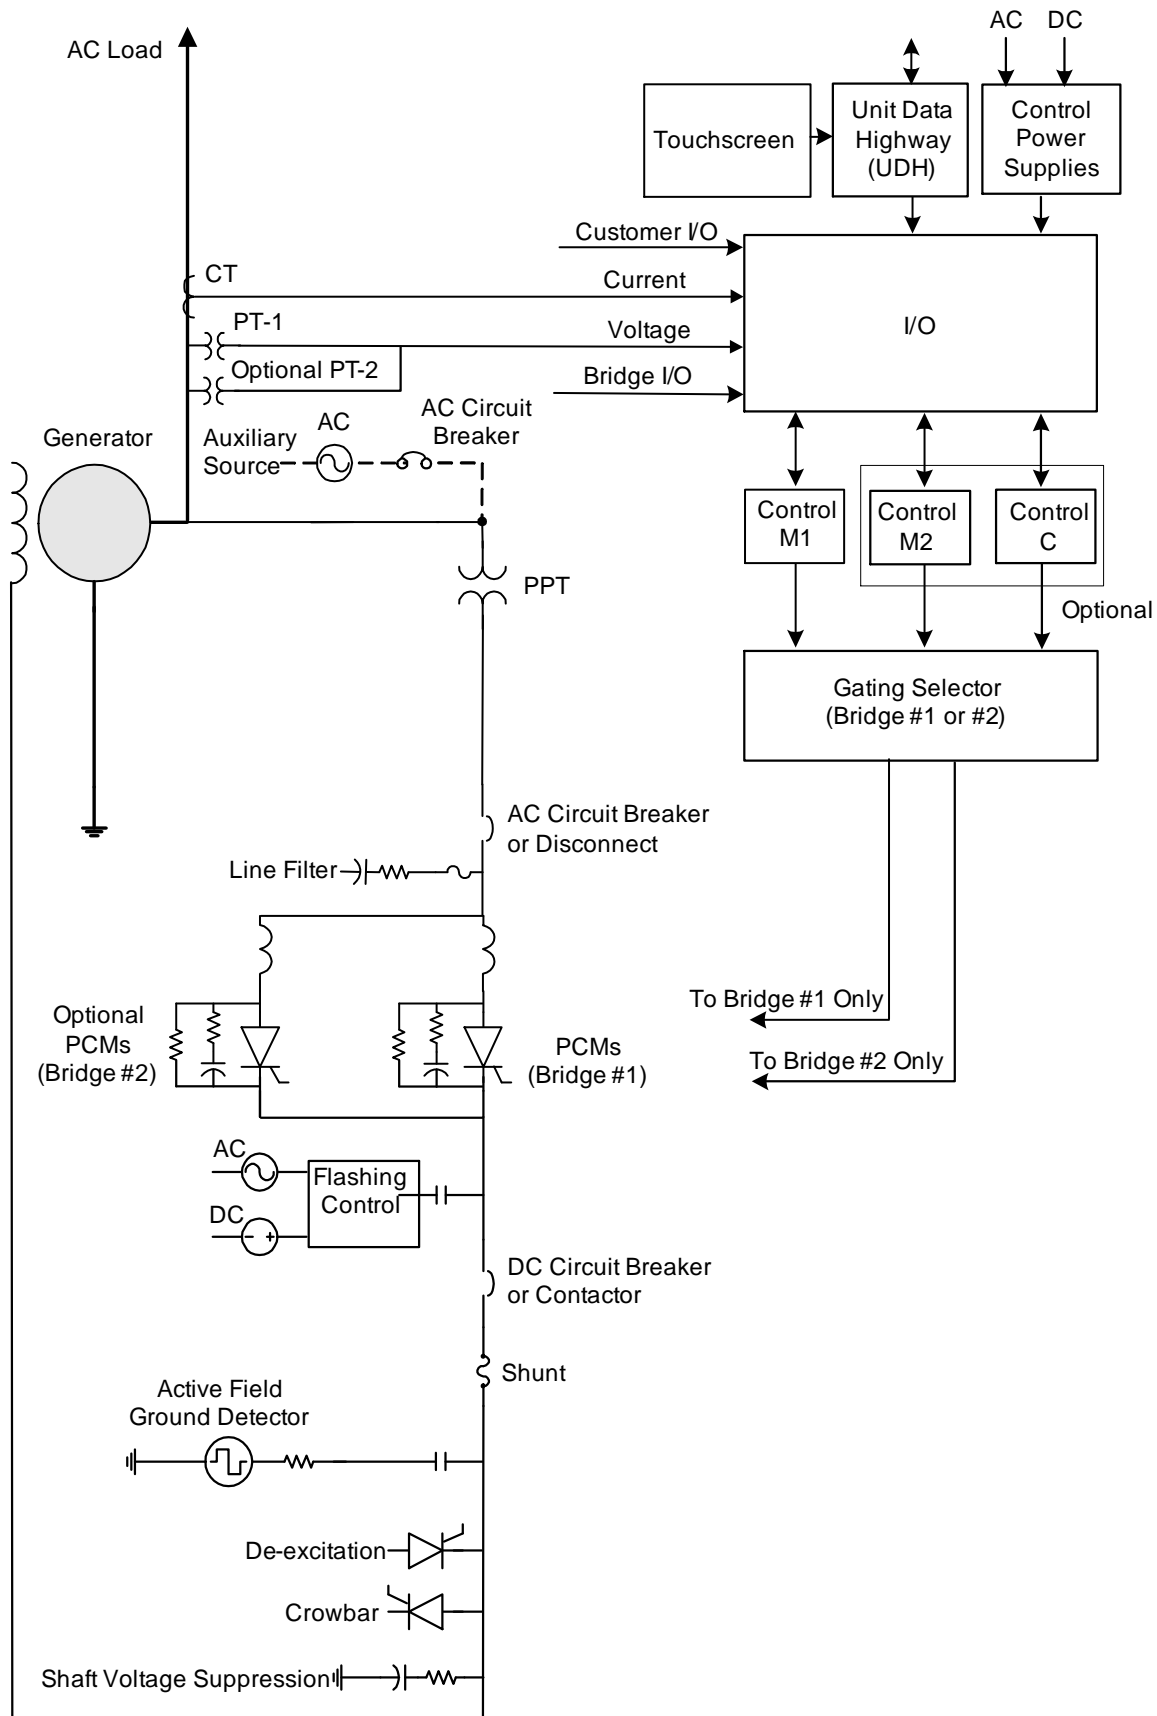 AC Load
AC DC
Touchscreen
Unit Data
Highway
(UDH)
Control
Power
Supplies
Customer I/O
CT
Current
I/O
PT-1
Voltage
Optional PT-2
Bridge I/O
Generator
Auxiliary
Source
AC
AC Circuit
Breaker
Control
M1
Control
M2
Control
C
PPT
Optional
Gating Selector
(Bridge #1 or #2)
AC Circuit Breaker
or Disconnect
Line Filter
To Bridge #1 Only
Optional
PCMs
(Bridge #2)
PCMs
(Bridge #1)
To Bridge #2 Only
AC
Flashing
Control
DC
- +
DC Circuit Breaker
or Contactor
Shunt
Active Field
Ground Detector
De-excitation
Crowbar
Shaft Voltage Suppression